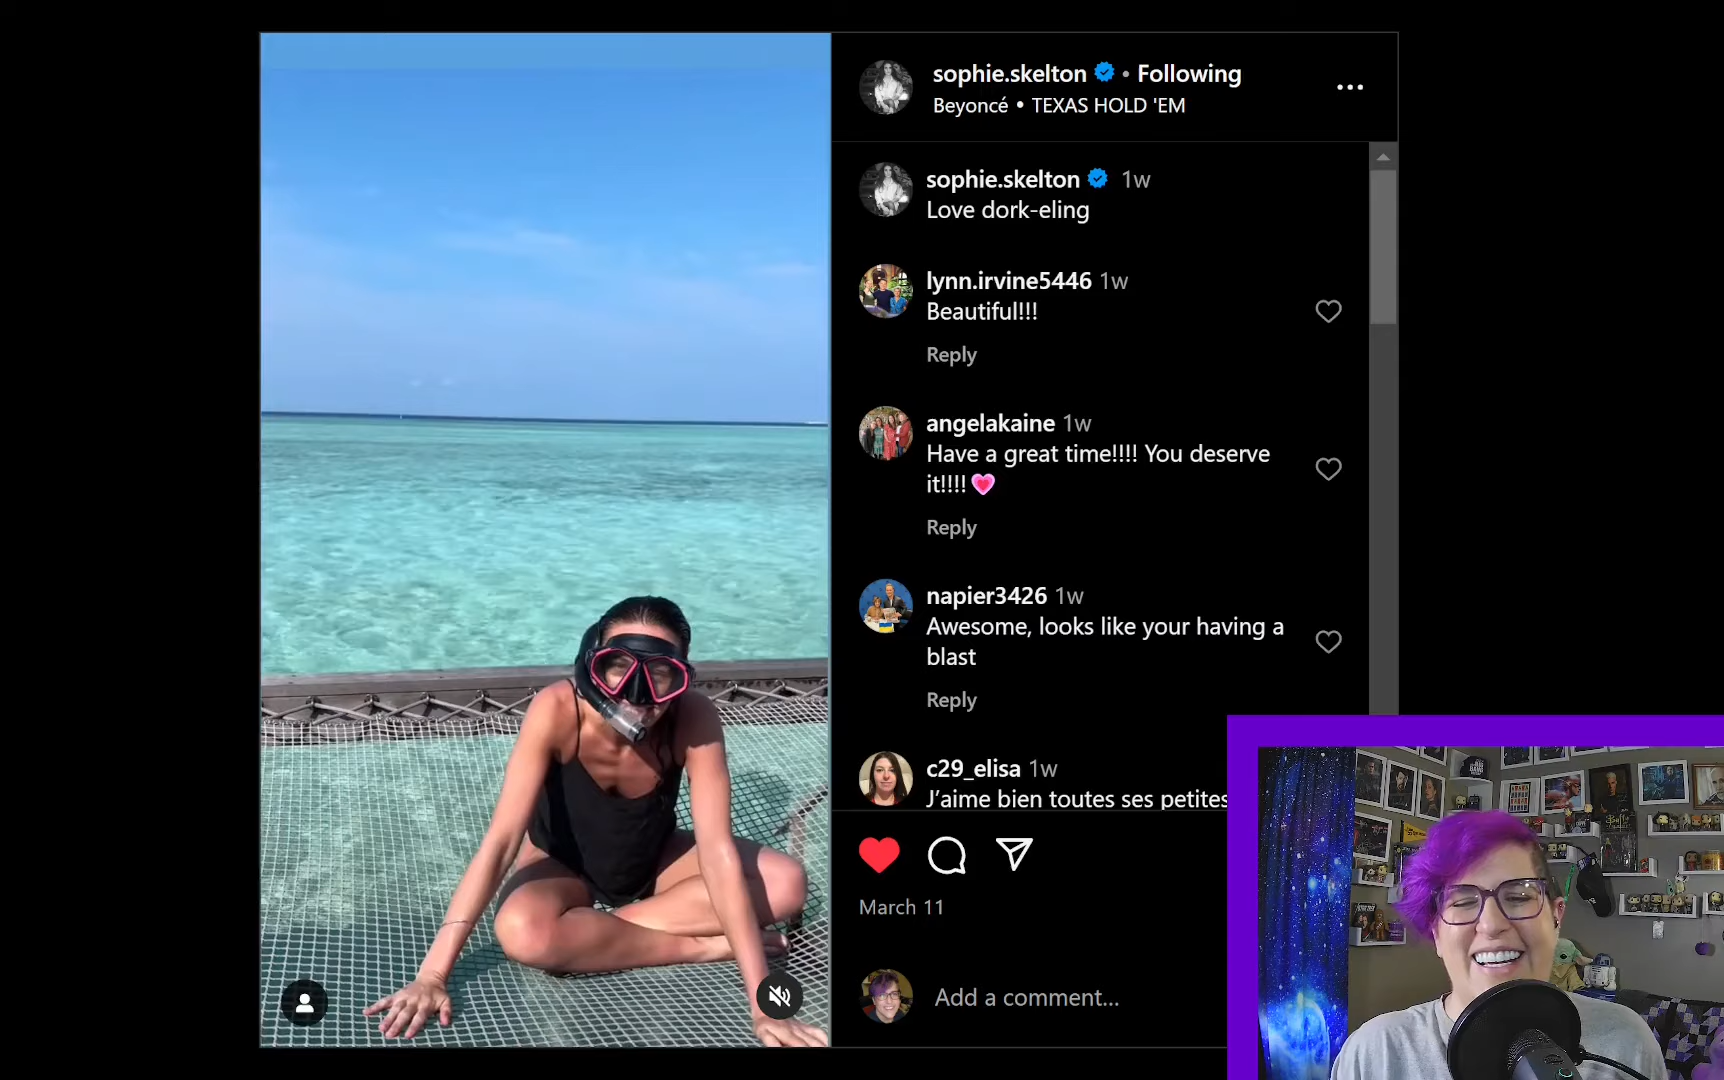 sophie.skelton • Following
Beyoncé • TEXAS HOLD 'EM
sophie.skelton 1w
Love dork-eling
lynn.irvine5446 1w
Beautiful!!!
Reply
angelakaine 1w
Have a great time!!!! You deserve
it!!!!💗
Reply
napier3426 1w
Awesome, looks like your having a
blast
Reply
c29_elisa 1w
J’aime bien toutes ses petites
March 11
Add a comment...